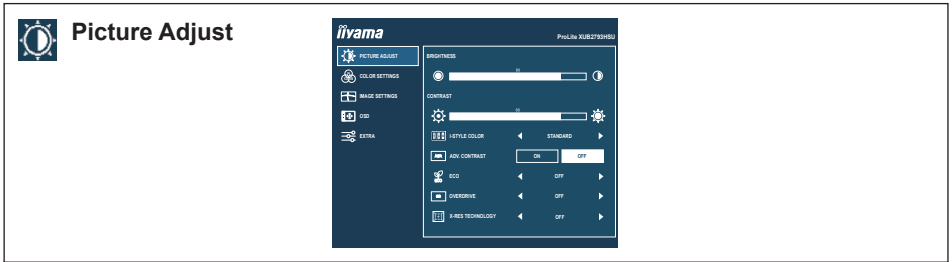 Picture Adjust
iiyama
ProLite XUB2793HSU
PICTURE ADJUST
COLOR SETTINGS
IMAGE SETTINGS
OSD
EXTRA
BRIGHTNESS
CONTRAST
I-STYLE COLOR STANDARD
ADV. CONTRAST ON OFF
ECO OFF
OVERDRIVE OFF
X-RES TECHNOLOGY OFF